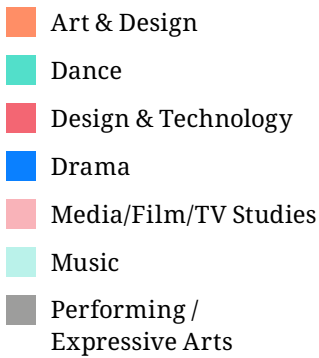 Art & Design
Dance
Design & Technology
Drama
Media/Film/TV Studies
Music
Performing /
Expressive Arts